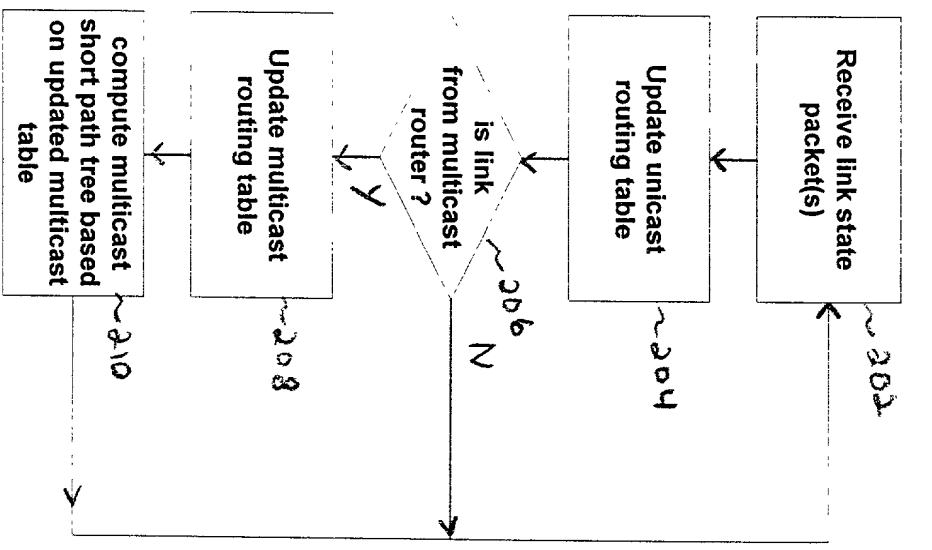 Receive link state
packet(s)
202
Update unicast
routing table
204
is link
from multicast
router ?
206
N
Y
Update multicast
routing table
208
compute multicast
short path tree based
on updated multicast
table
210